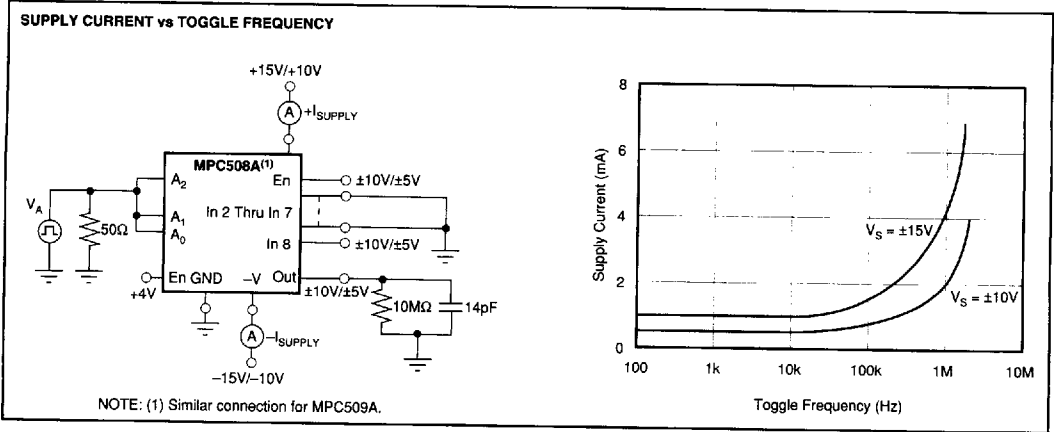 SUPPLY CURRENT vs TOGGLE FREQUENCY
+15V/+10V
A
+ISUPPLY
MPC508A(1)
A2
En
±10V/±5V
VA
50Ω
A1
In 2 Thru In 7
A0
In 8
±10V/±5V
En GND
–V
Out
+4V
±10V/±5V
10MΩ
14pF
A
–ISUPPLY
–15V/–10V
NOTE: (1) Similar connection for MPC509A.
Supply Current (mA)
8
6
4
2
0
VS = ±15V
VS = ±10V
100
1k
10k
100k
1M
10M
Toggle Frequency (Hz)